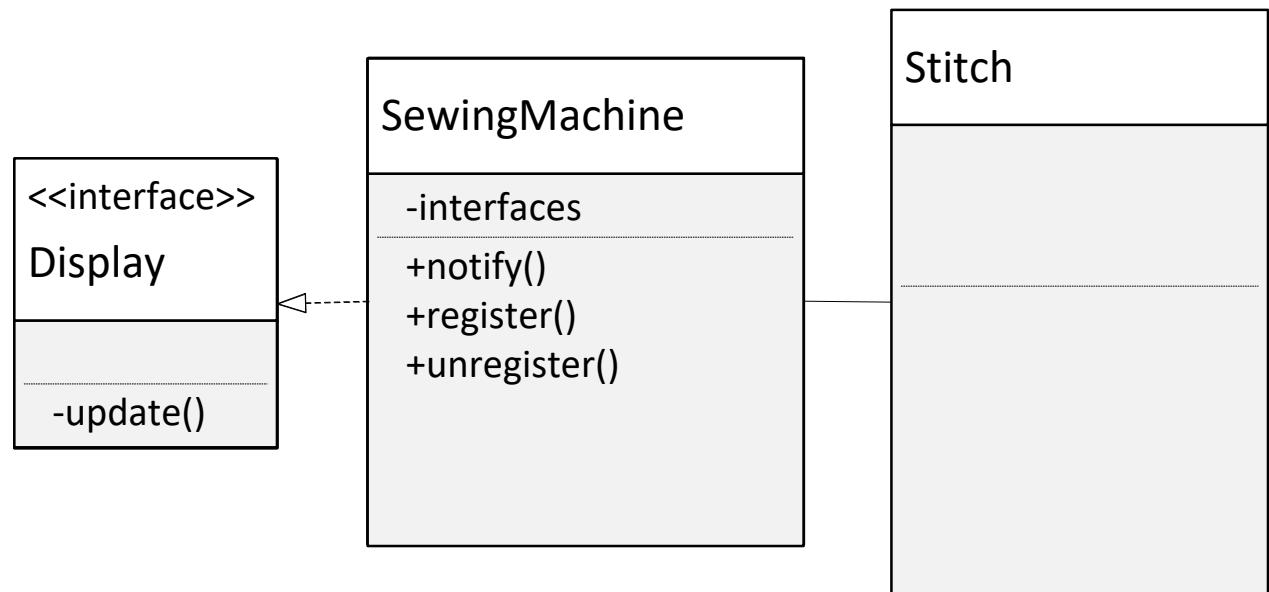 <<interface>>
Display
-update()
SewingMachine
-interfaces
+notify()
+register()
+unregister()
Stitch